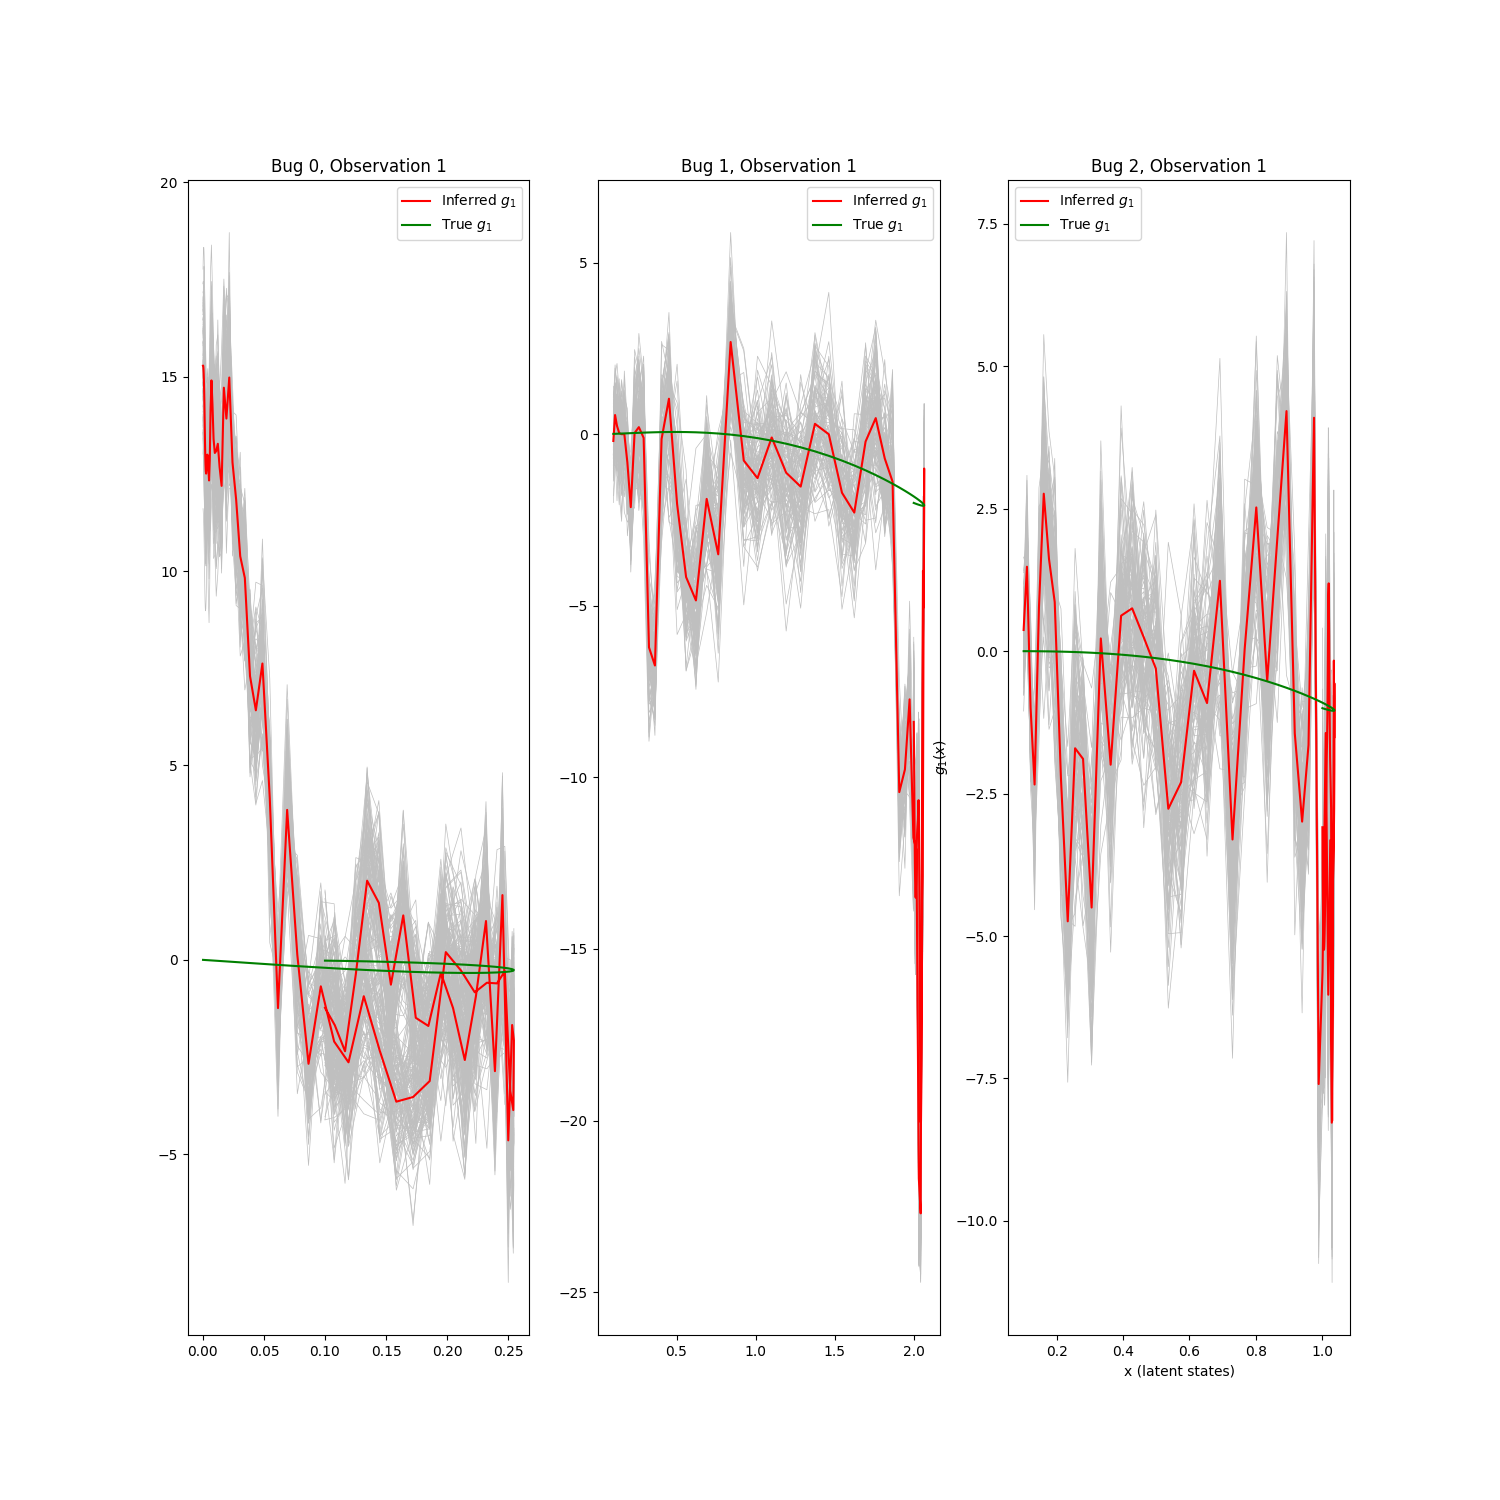 Bug 0, Observation 1
Inferred g₁
True g₁
20
15
10
5
0
−5
0.00 0.05 0.10 0.15 0.20 0.25
Bug 1, Observation 1
Inferred g₁
True g₁
5
0
−5
−10
−15
−20
−25
0.5 1.0 1.5 2.0
Bug 2, Observation 1
Inferred g₁
True g₁
g₁(x)
7.5
5.0
2.5
0.0
−2.5
−5.0
−7.5
−10.0
0.2 0.4 0.6 0.8 1.0
x (latent states)